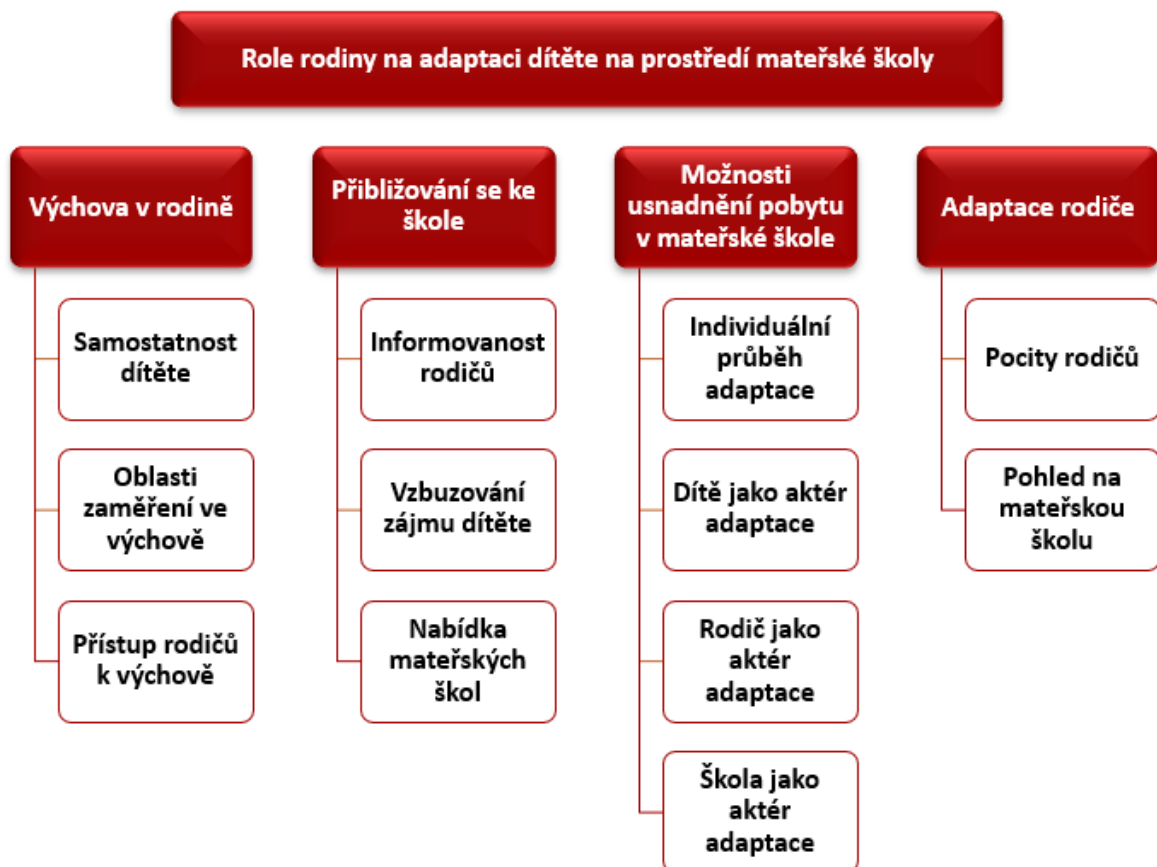 Role rodiny na adaptaci dítěte na prostředí mateřské školy
Výchova v rodině
Samostatnost
dítěte
Oblasti
zaměření ve
výchově
Přístup rodičů
k výchově
Přibližování se ke
škole
Informovanost
rodičů
Vzbuzování
zájmu dítěte
Nabídka
mateřských
škol
Možnosti
usnadnění pobytu
v mateřské škole
Individuální
průběh
adaptace
Dítě jako aktér
adaptace
Rodič jako
aktér
adaptace
Škola jako
aktér
adaptace
Adaptace rodiče
Pocity rodičů
Pohled na
mateřskou
školu